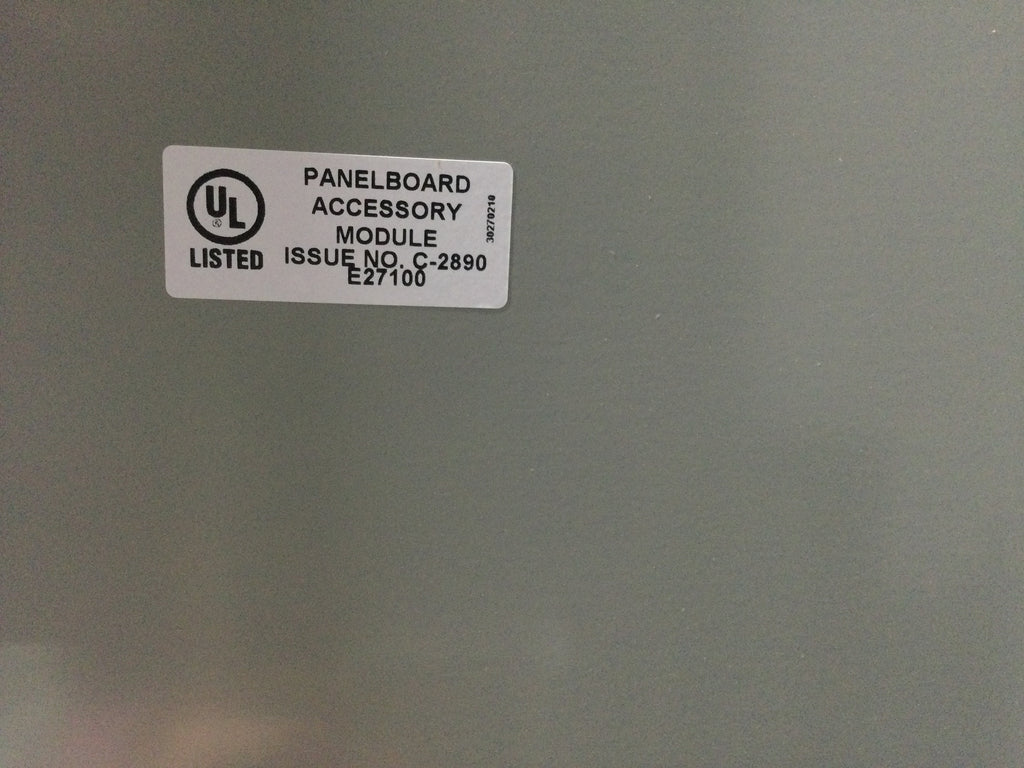 UL
LISTED
PANELBOARD
ACCESSORY
MODULE
ISSUE NO. C-2890
E27100
30270210